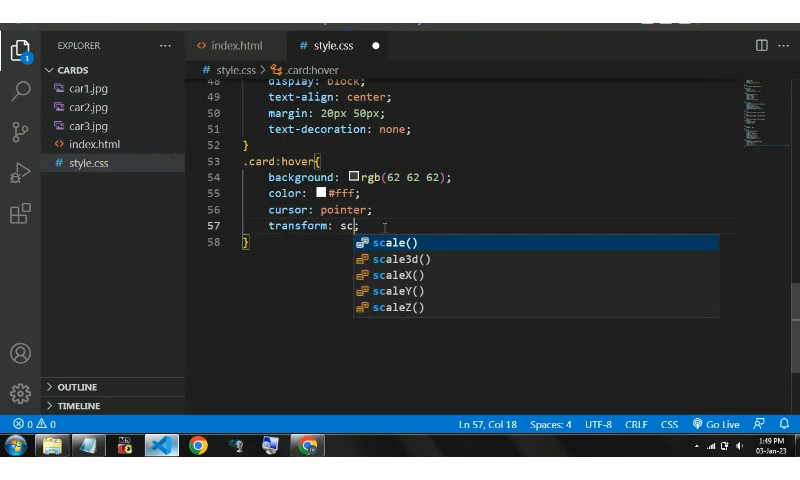 EXPLORER
index.html
style.css
CARDS
style.css > .card:hover
car1.jpg
car2.jpg
car3.jpg
index.html
style.css
48 display: block;
49 text-align: center;
50 margin: 20px 50px;
51 text-decoration: none;
52 }
53 .card:hover{
54 background: rgb(62 62 62);
55 color: #fff;
56 cursor: pointer;
57 transform: sc;
58 }
scale()
scale3d()
scaleX()
scaleY()
scaleZ()
1
OUTLINE
TIMELINE
0 0 Ln 57, Col 18 Spaces: 4 UTF-8 CRLF CSS Go Live
1:49 PM
03-Jan-23